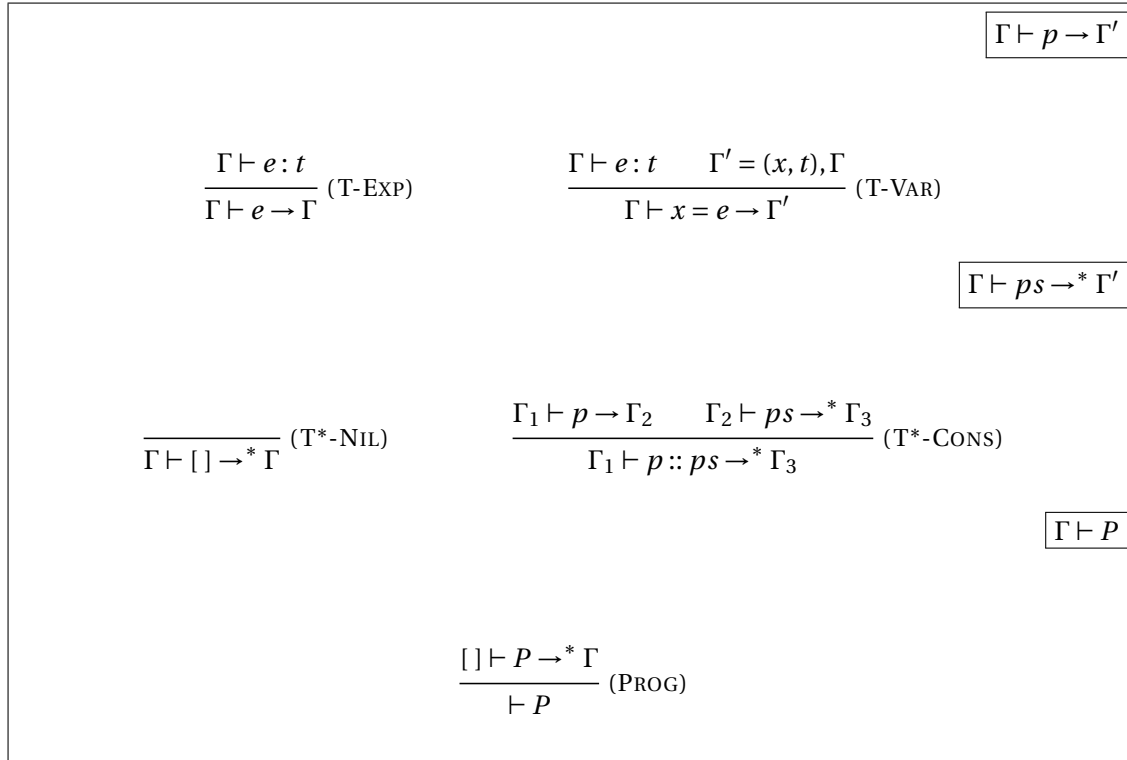 Γ ⊢ p → Γ′
Γ ⊢ e : t
Γ ⊢ e → Γ
(T-EXP)
Γ ⊢ e : t Γ′ = (x, t), Γ
Γ ⊢ x = e → Γ′
(T-VAR)
Γ ⊢ ps →* Γ′
Γ ⊢ [ ] →* Γ
(T*-NIL)
Γ₁ ⊢ p → Γ₂ Γ₂ ⊢ ps →* Γ₃
Γ₁ ⊢ p :: ps →* Γ₃
(T*-CONS)
Γ ⊢ P
[ ] ⊢ P →* Γ
⊢ P
(PROG)